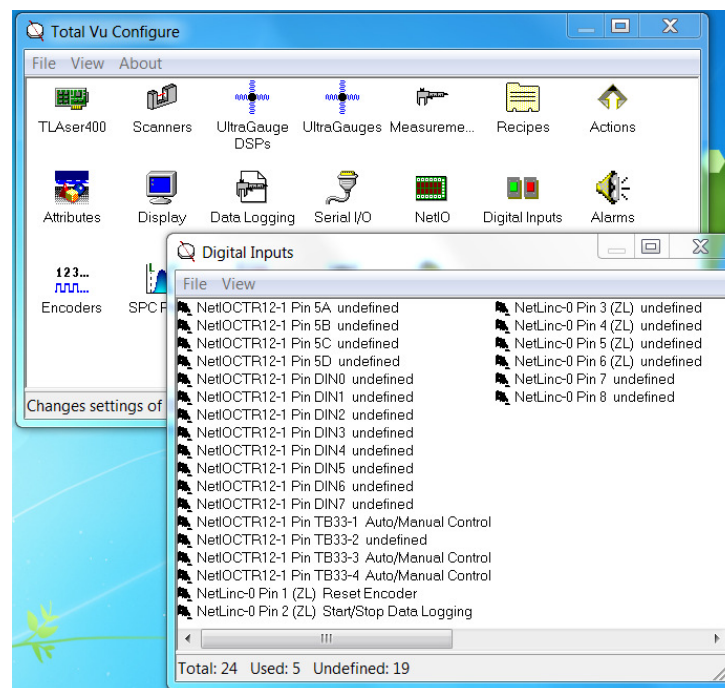 Total Vu Configure
File View About
TLAser400 Scanners UltraGauge DSPs UltraGauges Measureme... Recipes Actions
Attributes Display Data Logging Serial I/O NetIO Digital Inputs Alarms
123...
Encoders SPC
Changes settings of
Digital Inputs
File View
NetIOCTR12-1 Pin 5A undefined
NetIOCTR12-1 Pin 5B undefined
NetIOCTR12-1 Pin 5C undefined
NetIOCTR12-1 Pin 5D undefined
NetIOCTR12-1 Pin DIN0 undefined
NetIOCTR12-1 Pin DIN1 undefined
NetIOCTR12-1 Pin DIN2 undefined
NetIOCTR12-1 Pin DIN3 undefined
NetIOCTR12-1 Pin DIN4 undefined
NetIOCTR12-1 Pin DIN5 undefined
NetIOCTR12-1 Pin DIN6 undefined
NetIOCTR12-1 Pin DIN7 undefined
NetIOCTR12-1 Pin TB33-1 Auto/Manual Control
NetIOCTR12-1 Pin TB33-2 undefined
NetIOCTR12-1 Pin TB33-3 Auto/Manual Control
NetIOCTR12-1 Pin TB33-4 Auto/Manual Control
NetLinc-0 Pin 1 (ZL) Reset Encoder
NetLinc-0 Pin 2 (ZL) Start/Stop Data Logging
NetLinc-0 Pin 3 (ZL) undefined
NetLinc-0 Pin 4 (ZL) undefined
NetLinc-0 Pin 5 (ZL) undefined
NetLinc-0 Pin 6 (ZL) undefined
NetLinc-0 Pin 7 undefined
NetLinc-0 Pin 8 undefined
Total: 24 Used: 5 Undefined: 19